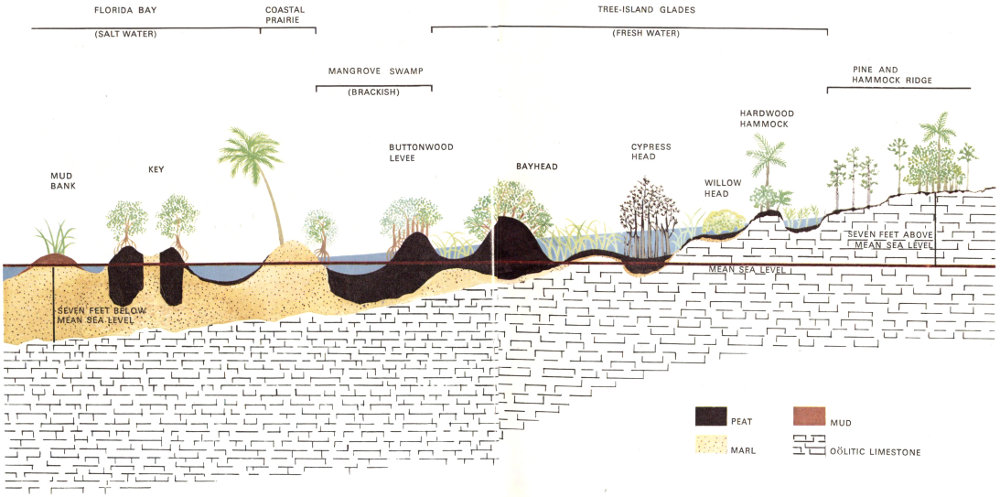 FLORIDA BAY
(SALT WATER)
COASTAL
PRAIRIE
TREE-ISLAND GLADES
(FRESH WATER)
MANGROVE SWAMP
(BRACKISH)
PINE AND
HAMMOCK RIDGE
MUD
BANK
KEY
BUTTONWOOD
LEVEE
BAYHEAD
CYPRESS
HEAD
WILLOW
HEAD
HARDWOOD
HAMMOCK
SEVEN FEET ABOVE
MEAN SEA LEVEL
MEAN SEA LEVEL
SEVEN FEET BELOW
MEAN SEA LEVEL
PEAT
MUD
MARL
OÖLITIC LIMESTONE